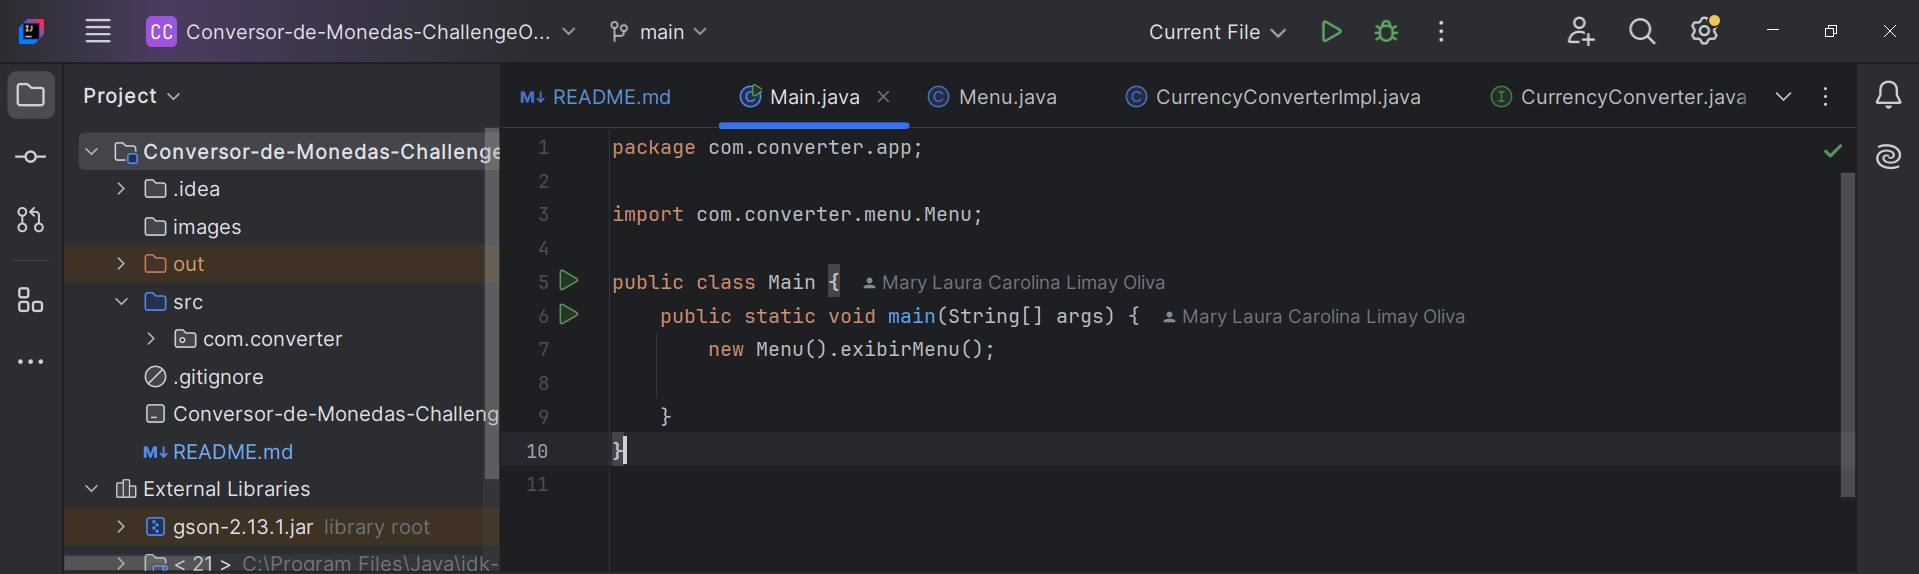 CC Conversor-de-Monedas-ChallengeO... main Current File
Project
README.md Main.java Menu.java CurrencyConverterImpl.java CurrencyConverter.java
Conversor-de-Monedas-Challenge
.idea
images
out
src
com.converter
.gitignore
Conversor-de-Monedas-Challeng
M↓ README.md
External Libraries
gson-2.13.1.jar library root
< 21 > C:\Program Files\Java\jdk-
1 package com.converter.app;
2
3 import com.converter.menu.Menu;
4
5 public class Main { Mary Laura Carolina Limay Oliva
6 public static void main(String[] args) { Mary Laura Carolina Limay Oliva
7 new Menu().exibirMenu();
8
9 }
10 }
11